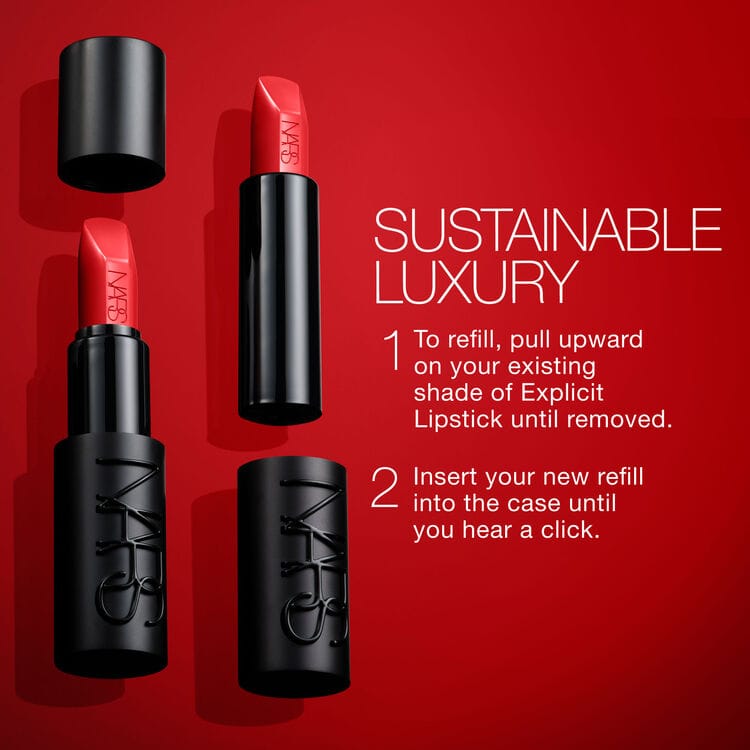 NARS
NARS
SUSTAINABLE
LUXURY
1 To refill, pull upward
on your existing
shade of Explicit
Lipstick until removed.
2 Insert your new refill
into the case until
you hear a click.
NARS
NARS